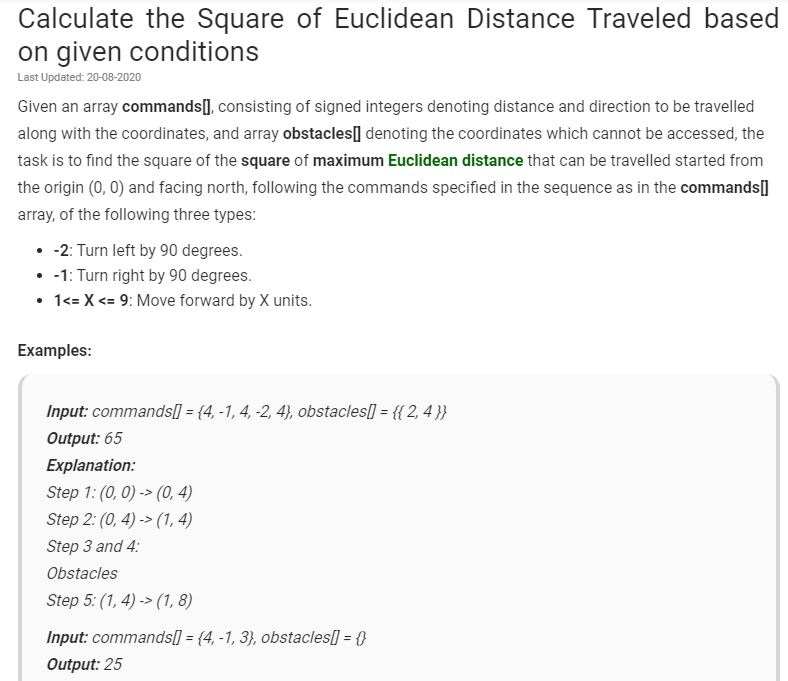 Calculate the Square of Euclidean Distance Traveled based
on given conditions
Last Updated: 20-08-2020
Given an array commands[], consisting of signed integers denoting distance and direction to be travelled
along with the coordinates, and array obstacles[] denoting the coordinates which cannot be accessed, the
task is to find the square of the square of maximum Euclidean distance that can be travelled started from
the origin (0, 0) and facing north, following the commands specified in the sequence as in the commands[]
array, of the following three types:
• -2: Turn left by 90 degrees.
• -1: Turn right by 90 degrees.
• 1<= X <= 9: Move forward by X units.
Examples:
Input: commands[] = {4, -1, 4, -2, 4}, obstacles[] = {{ 2, 4 }}
Output: 65
Explanation:
Step 1: (0, 0) -> (0, 4)
Step 2: (0, 4) -> (1, 4)
Step 3 and 4:
Obstacles
Step 5: (1, 4) -> (1, 8)
Input: commands[] = {4, -1, 3}, obstacles[] = {}
Output: 25